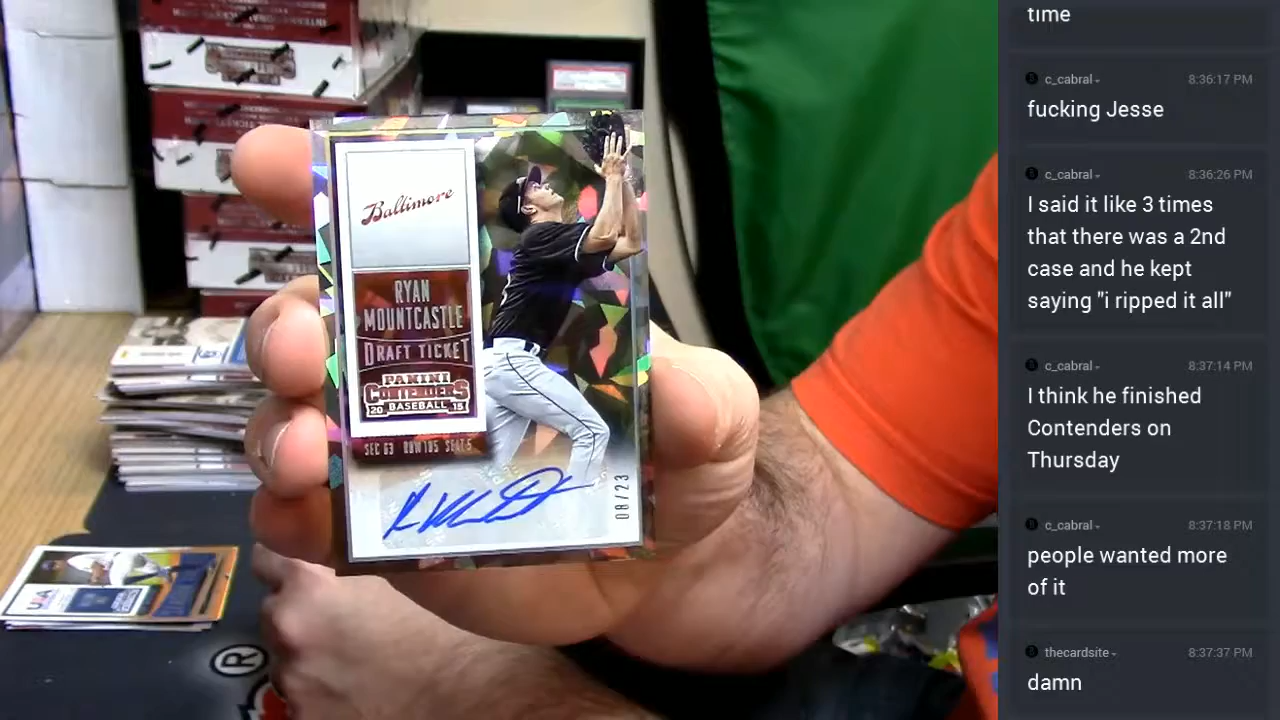 Baltimore
RYAN
MOUNTCASTLE
DRAFT TICKET
PANINI
CONTENDERS
20 BASEBALL 15
SEC 03 ROW 105 SEAT 5
08/23
USA
®
time
c_cabral
8:36:17 PM
fucking Jesse
c_cabral
8:36:26 PM
I said it like 3 times
that there was a 2nd
case and he kept
saying "i ripped it all"
c_cabral
8:37:14 PM
I think he finished
Contenders on
Thursday
c_cabral
8:37:18 PM
people wanted more
of it
thecardsite
8:37:37 PM
damn